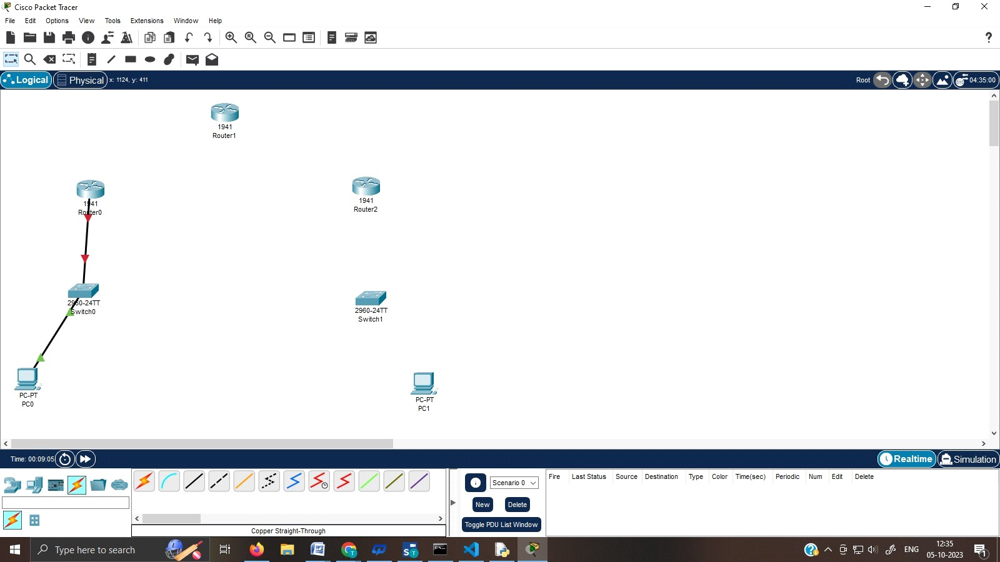 Cisco Packet Tracer
File Edit Options View Tools Extensions Window Help
Logical Physical x: 1124, y: 411 Root 04:35:00
1941
Router1
1941
Router0
1941
Router2
2960-24TT
Switch0
2960-24TT
Switch1
PC-PT
PC0
PC-PT
PC1
Time: 00:09:05 Realtime Simulation
Scenario 0
New Delete
Toggle PDU List Window
Fire Last Status Source Destination Type Color Time(sec) Periodic Num Edit Delete
Copper Straight-Through
Type here to search
ENG
12:35
05-10-2023
1